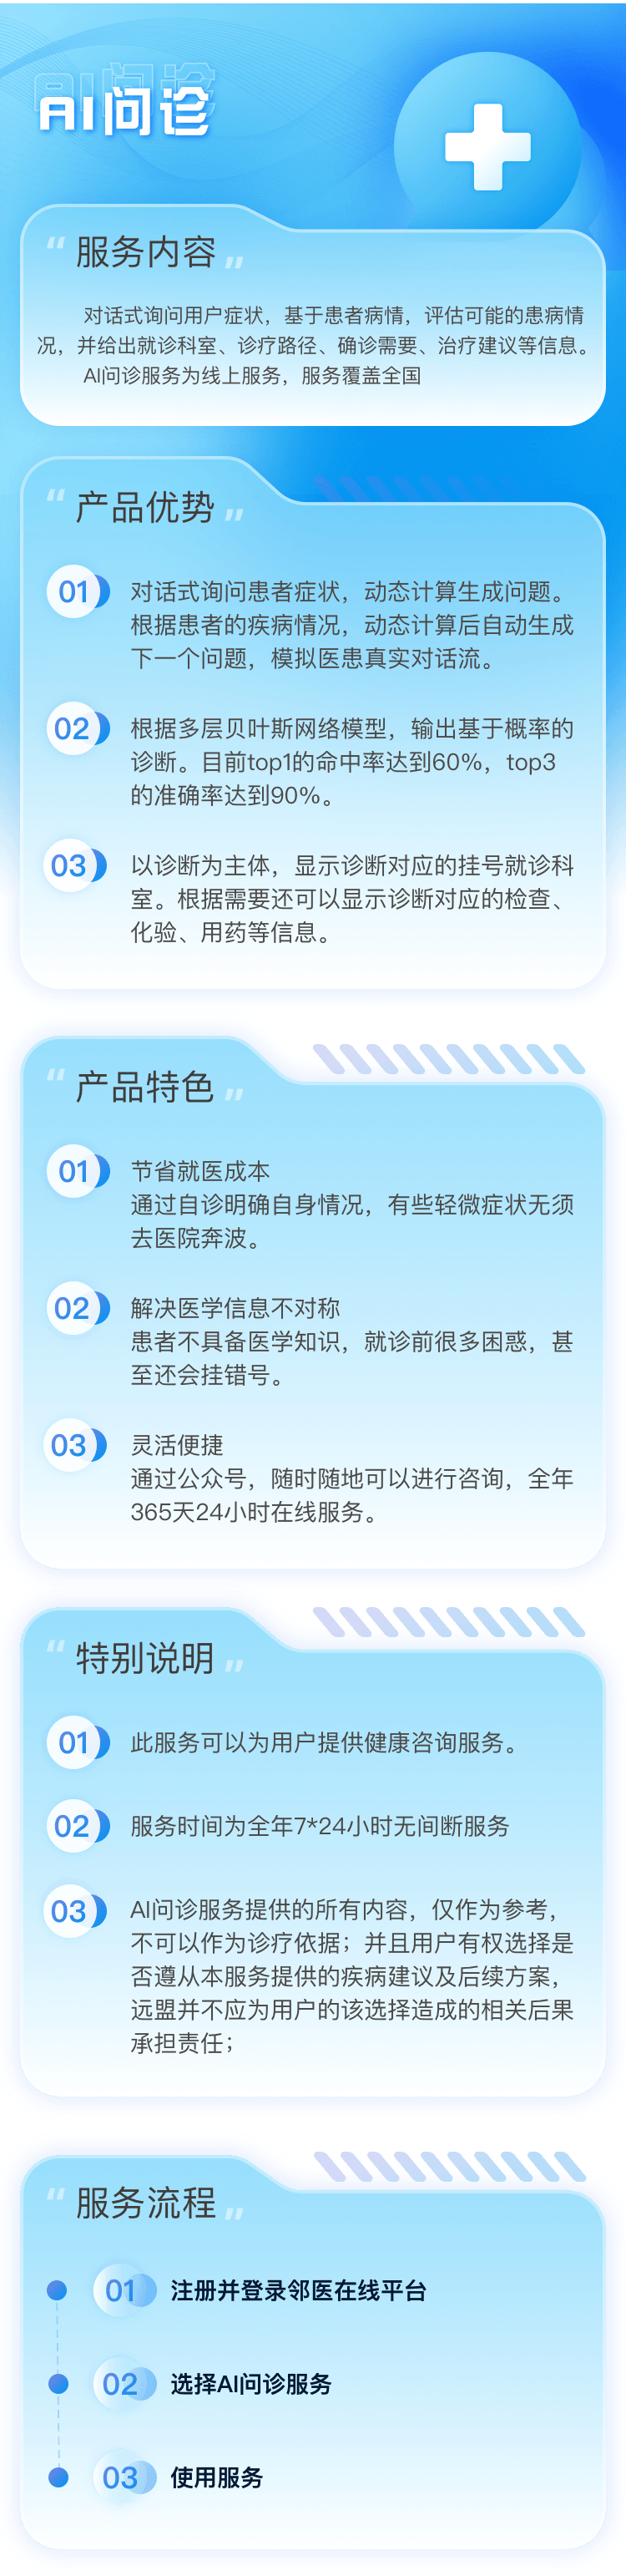 AI问诊
服务内容
对话式询问用户症状，基于患者病情，评估可能的患病情
况，并给出就诊科室、诊疗路径、确诊需要、治疗建议等信息。
AI问诊服务为线上服务，服务覆盖全国
产品优势
01 对话式询问患者症状，动态计算生成问题。
根据患者的疾病情况，动态计算后自动生成
下一个问题，模拟医患真实对话流。
02 根据多层贝叶斯网络模型，输出基于概率的
诊断。目前top1的命中率达到60%，top3
的准确率达到90%。
03 以诊断为主体，显示诊断对应的挂号就诊科
室。根据需要还可以显示诊断对应的检查、
化验、用药等信息。
产品特色
01 节省就医成本
通过自诊明确自身情况，有些轻微症状无须
去医院奔波。
02 解决医学信息不对称
患者不具备医学知识，就诊前很多困惑，甚
至还会挂错号。
03 灵活便捷
通过公众号，随时随地可以进行咨询，全年
365天24小时在线服务。
特别说明
01 此服务可以为用户提供健康咨询服务。
02 服务时间为全年7*24小时无间断服务
03 AI问诊服务提供的所有内容，仅作为参考，
不可以作为诊疗依据；并且用户有权选择是
否遵从本服务提供的疾病建议及后续方案，
远盟并不应为用户的该选择造成的相关后果
承担责任；
服务流程
01 注册并登录邻医在线平台
02 选择AI问诊服务
03 使用服务